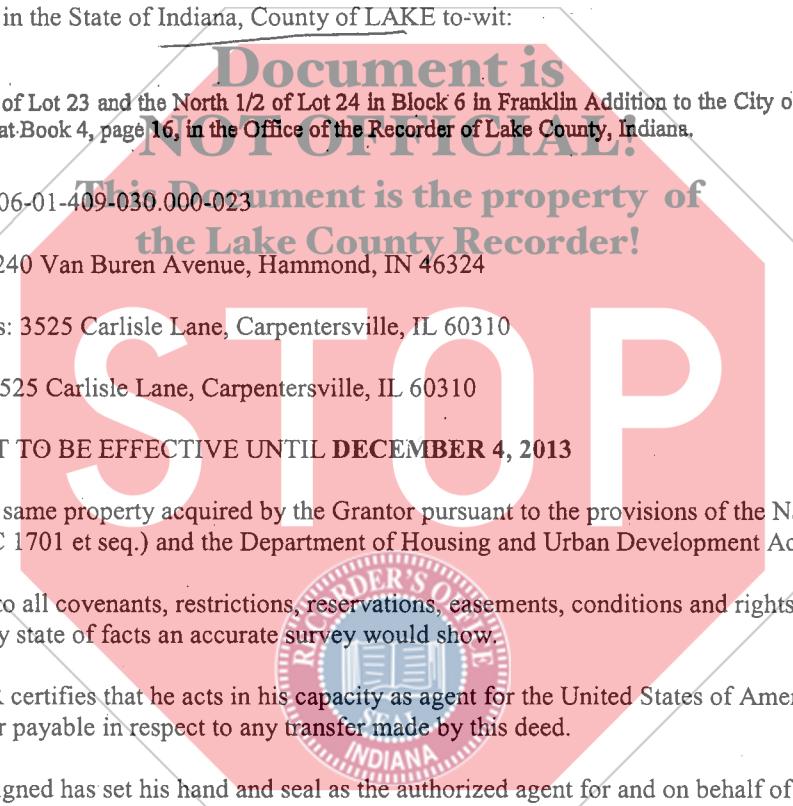 in the State of Indiana, County of LAKE to-wit:
Document is
of Lot 23 and the North 1/2 of Lot 24 in Block 6 in Franklin Addition to the City o
at Book 4, page 16, in the Office of the Recorder of Lake County, Indiana.
NOT OFFICIAL!
This Document is the property of
06-01-409-030.000-023
the Lake County Recorder!
240 Van Buren Avenue, Hammond, IN 46324
s: 3525 Carlisle Lane, Carpentersville, IL 60310
525 Carlisle Lane, Carpentersville, IL 60310
STOP
T TO BE EFFECTIVE UNTIL DECEMBER 4, 2013
same property acquired by the Grantor pursuant to the provisions of the N
C 1701 et seq.) and the Department of Housing and Urban Development Ac
to all covenants, restrictions, reservations, easements, conditions and rights
y state of facts an accurate survey would show.
RECORDER'S OFFICE
R certifies that he acts in his capacity as agent for the United States of Amer
r payable in respect to any transfer made by this deed.
SEAL
INDIANA
igned has set his hand and seal as the authorized agent for and on behalf of